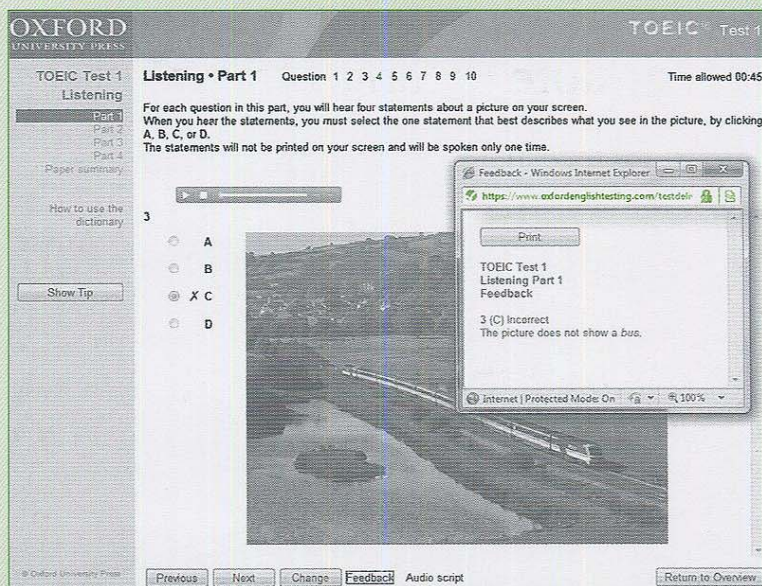 OXFORD
UNIVERSITY PRESS
TOEIC™ Test 1
TOEIC Test 1
Listening
Part 1
Part 2
Part 3
Part 4
Paper summary
How to use the
dictionary
Show Tip
Listening • Part 1 Question 1 2 3 4 5 6 7 8 9 10 Time allowed 00:45
For each question in this part, you will hear four statements about a picture on your screen.
When you hear the statements, you must select the one statement that best describes what you see in the picture, by clicking
A, B, C, or D.
The statements will not be printed on your screen and will be spoken only one time.
3
A
B
✗ C
D
Feedback - Windows Internet Explorer
https://www.oxfordenglishtesting.com/testdeliv
Print
TOEIC Test 1
Listening Part 1
Feedback
3 (C) Incorrect
The picture does not show a bus.
Internet | Protected Mode: On 100%
© Oxford University Press
Previous Next Change Feedback Audio script Return to Overview